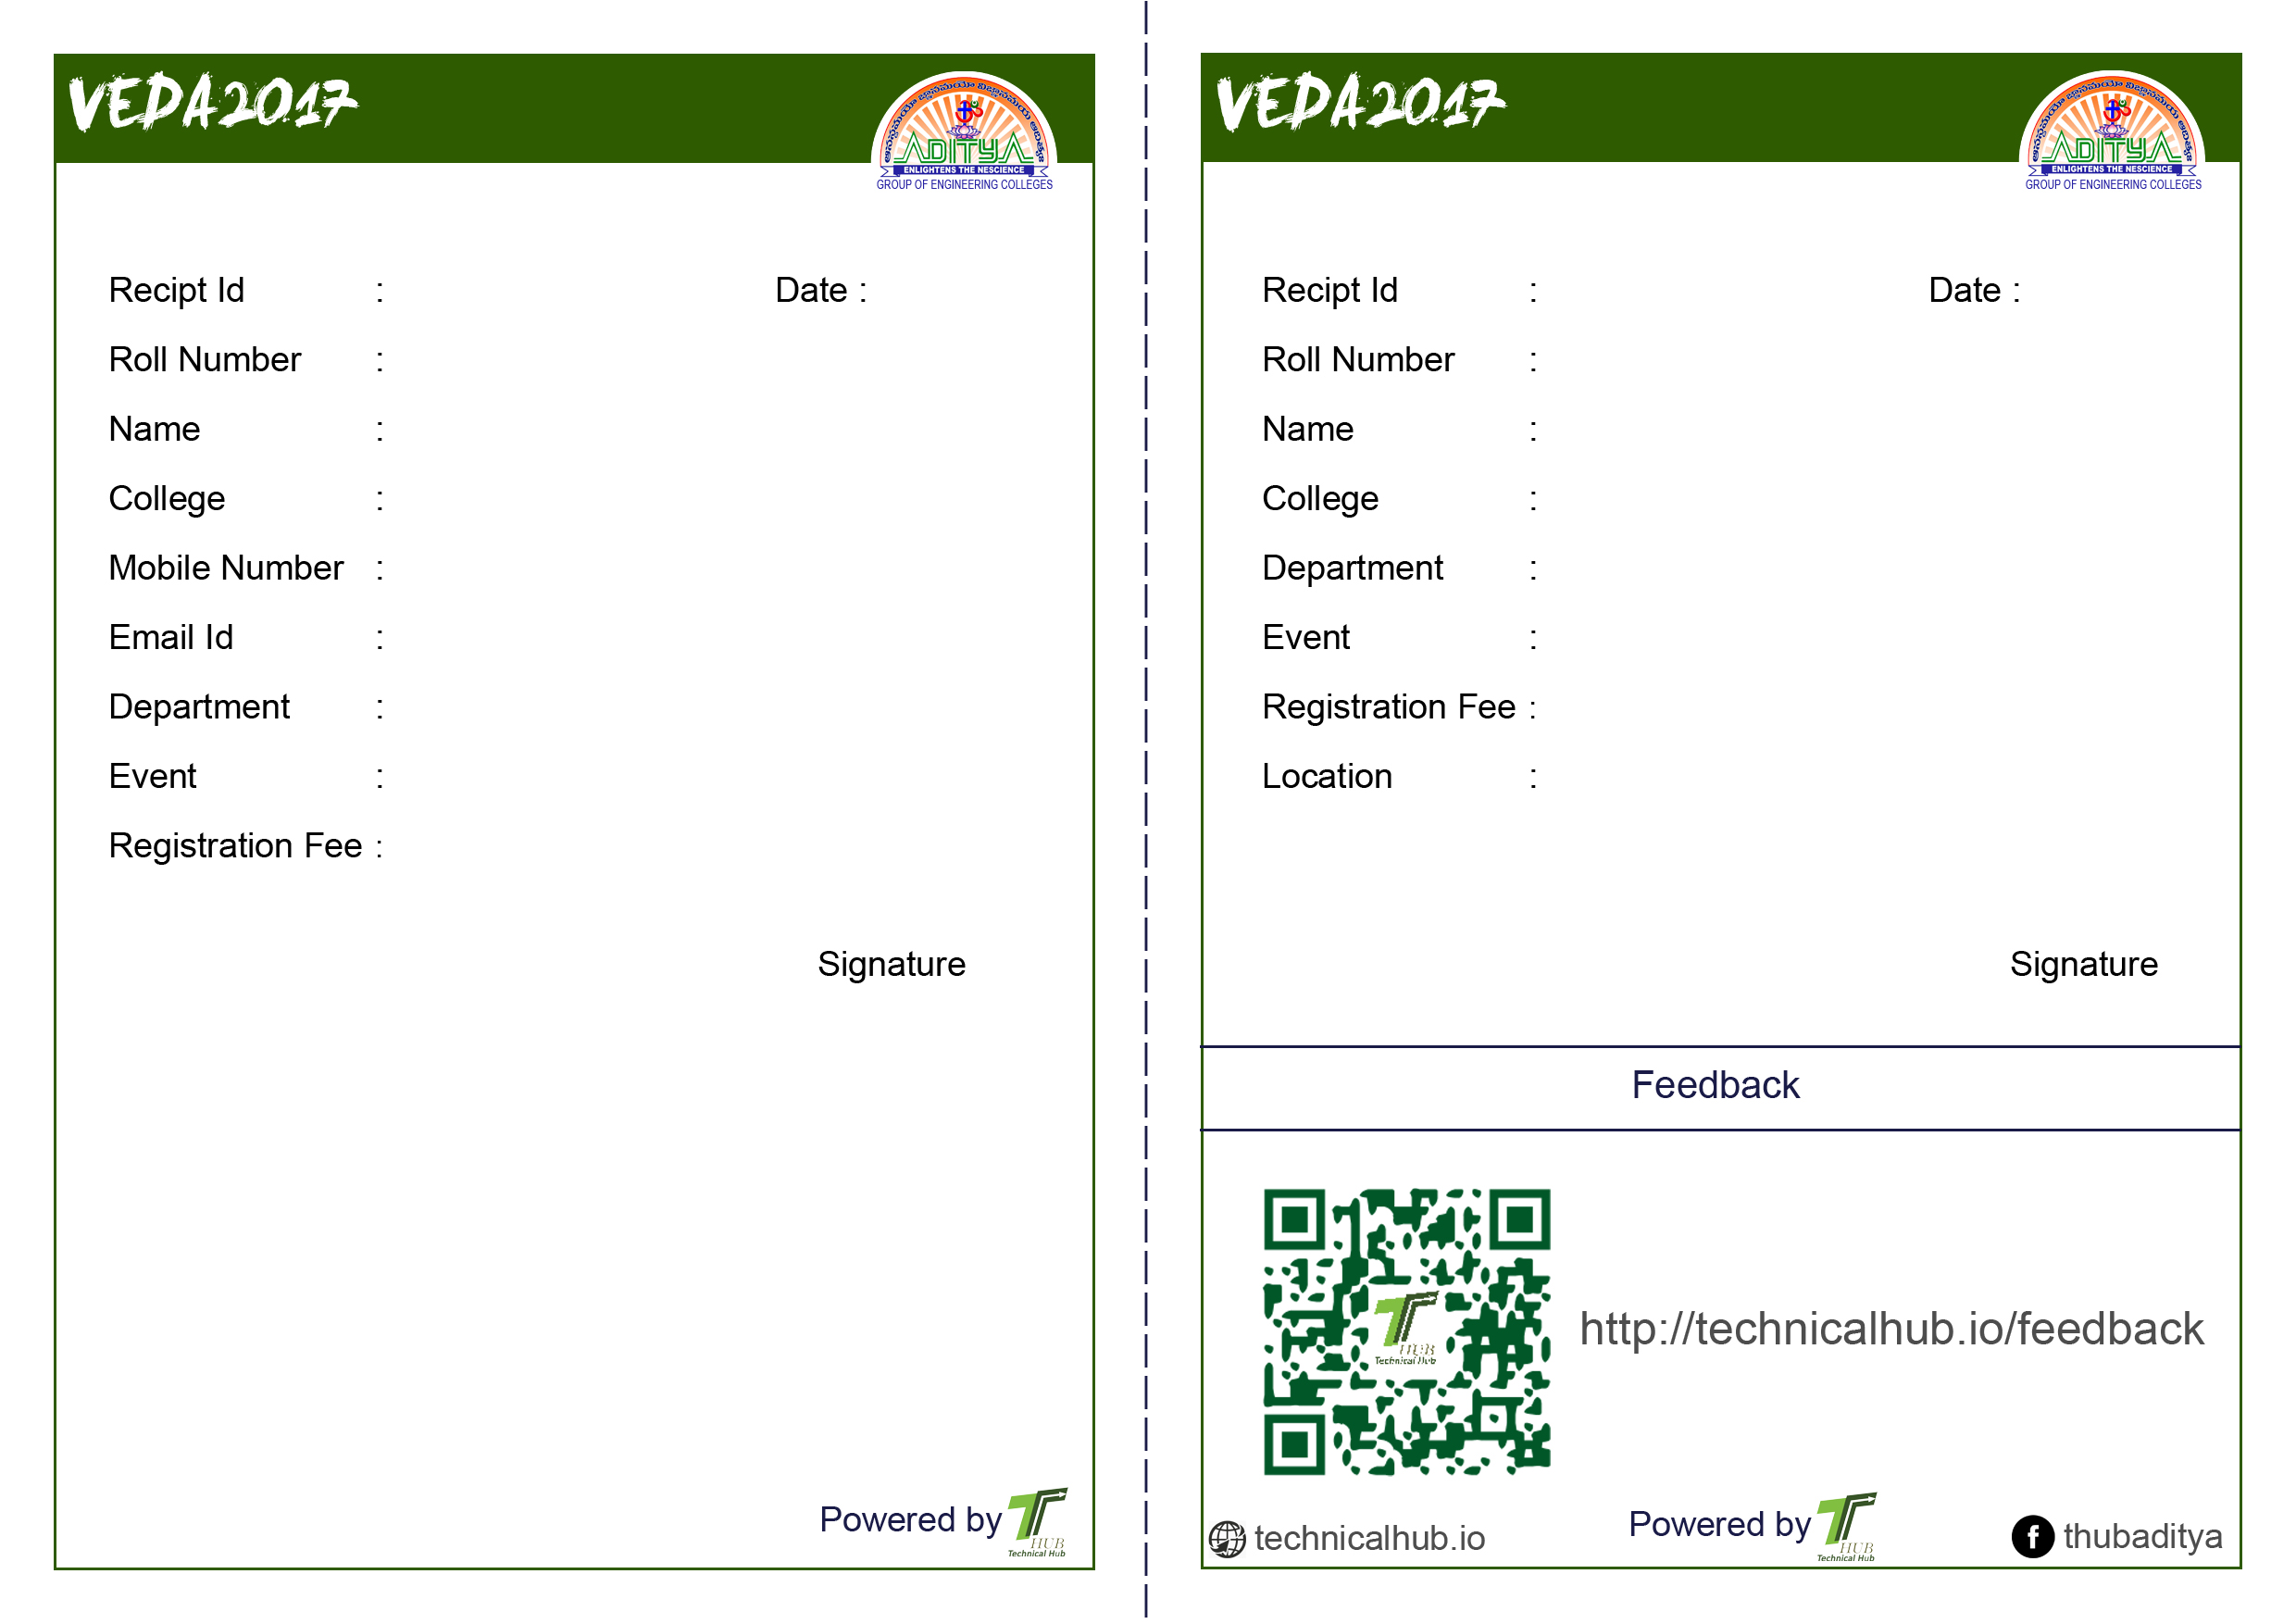 VEDA2017
ADITYA
ENLIGHTENS THE NESCIENCE
GROUP OF ENGINEERING COLLEGES
Recipt Id : Date :
Roll Number :
Name :
College :
Mobile Number :
Email Id :
Department :
Event :
Registration Fee :
Signature
Powered by
T HUB
Technical Hub
VEDA2017
ADITYA
ENLIGHTENS THE NESCIENCE
GROUP OF ENGINEERING COLLEGES
Recipt Id : Date :
Roll Number :
Name :
College :
Department :
Event :
Registration Fee :
Location :
Signature
Feedback
T HUB
Technical Hub
http://technicalhub.io/feedback
technicalhub.io
Powered by
T HUB
Technical Hub
thubaditya